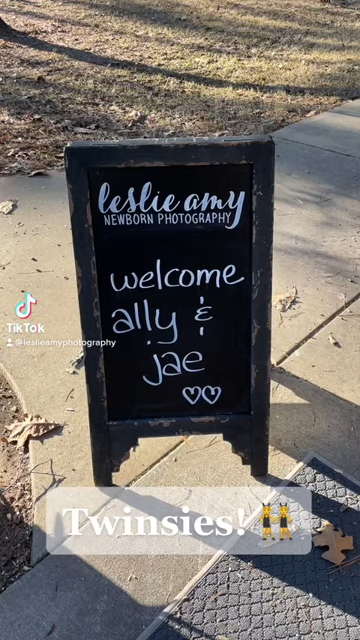 leslie amy
NEWBORN PHOTOGRAPHY
welcome
ally &
jae
TikTok
@leslieamyphotography
Twinsies! 👯